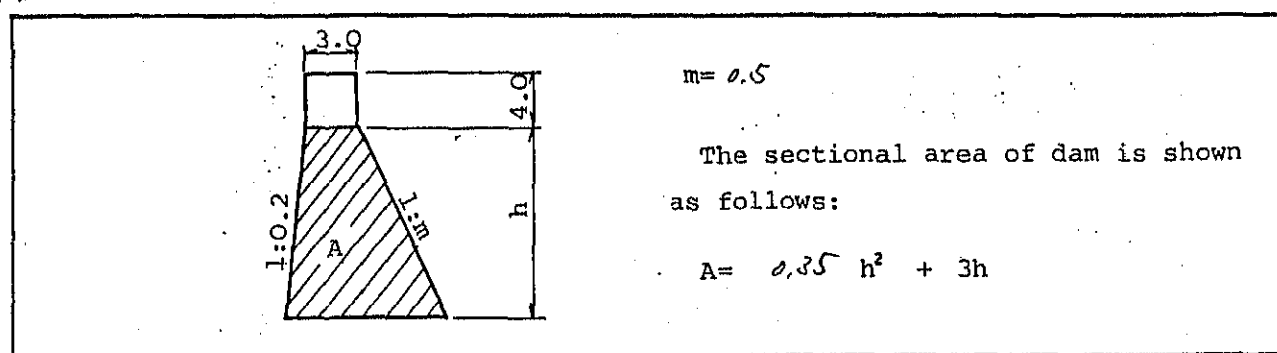 3.0
4.0
h
1:0.2
1:m
A
m= 0.5
The sectional area of dam is shown
as follows:
A= 0.35 h² + 3h